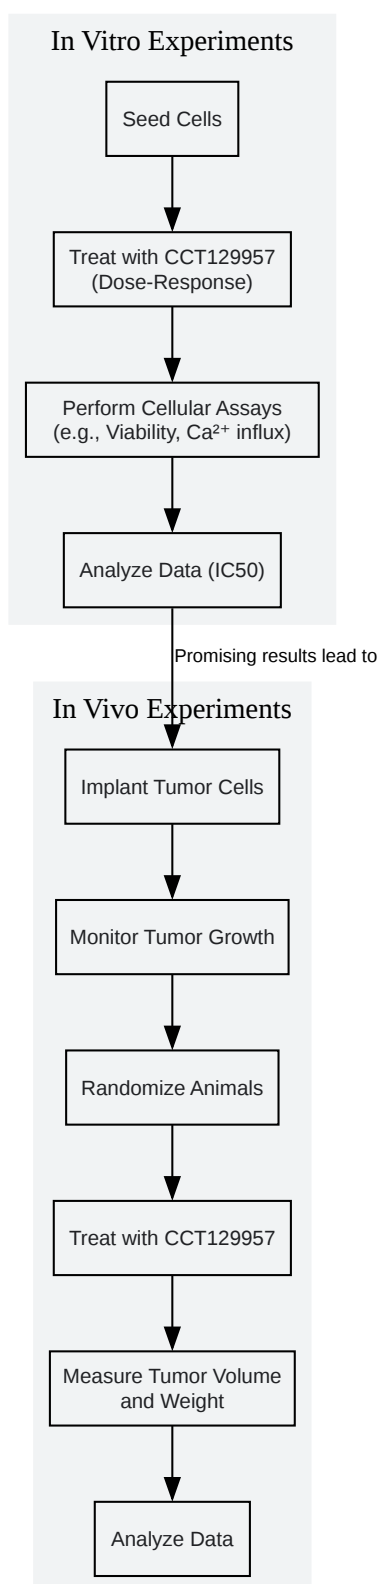 In Vitro Experiments
Seed Cells
Treat with CCT129957
(Dose-Response)
Perform Cellular Assays
(e.g., Viability, Ca²⁺ influx)
Analyze Data (IC50)
Promising results lead to
In Vivo Experiments
Implant Tumor Cells
Monitor Tumor Growth
Randomize Animals
Treat with CCT129957
Measure Tumor Volume
and Weight
Analyze Data